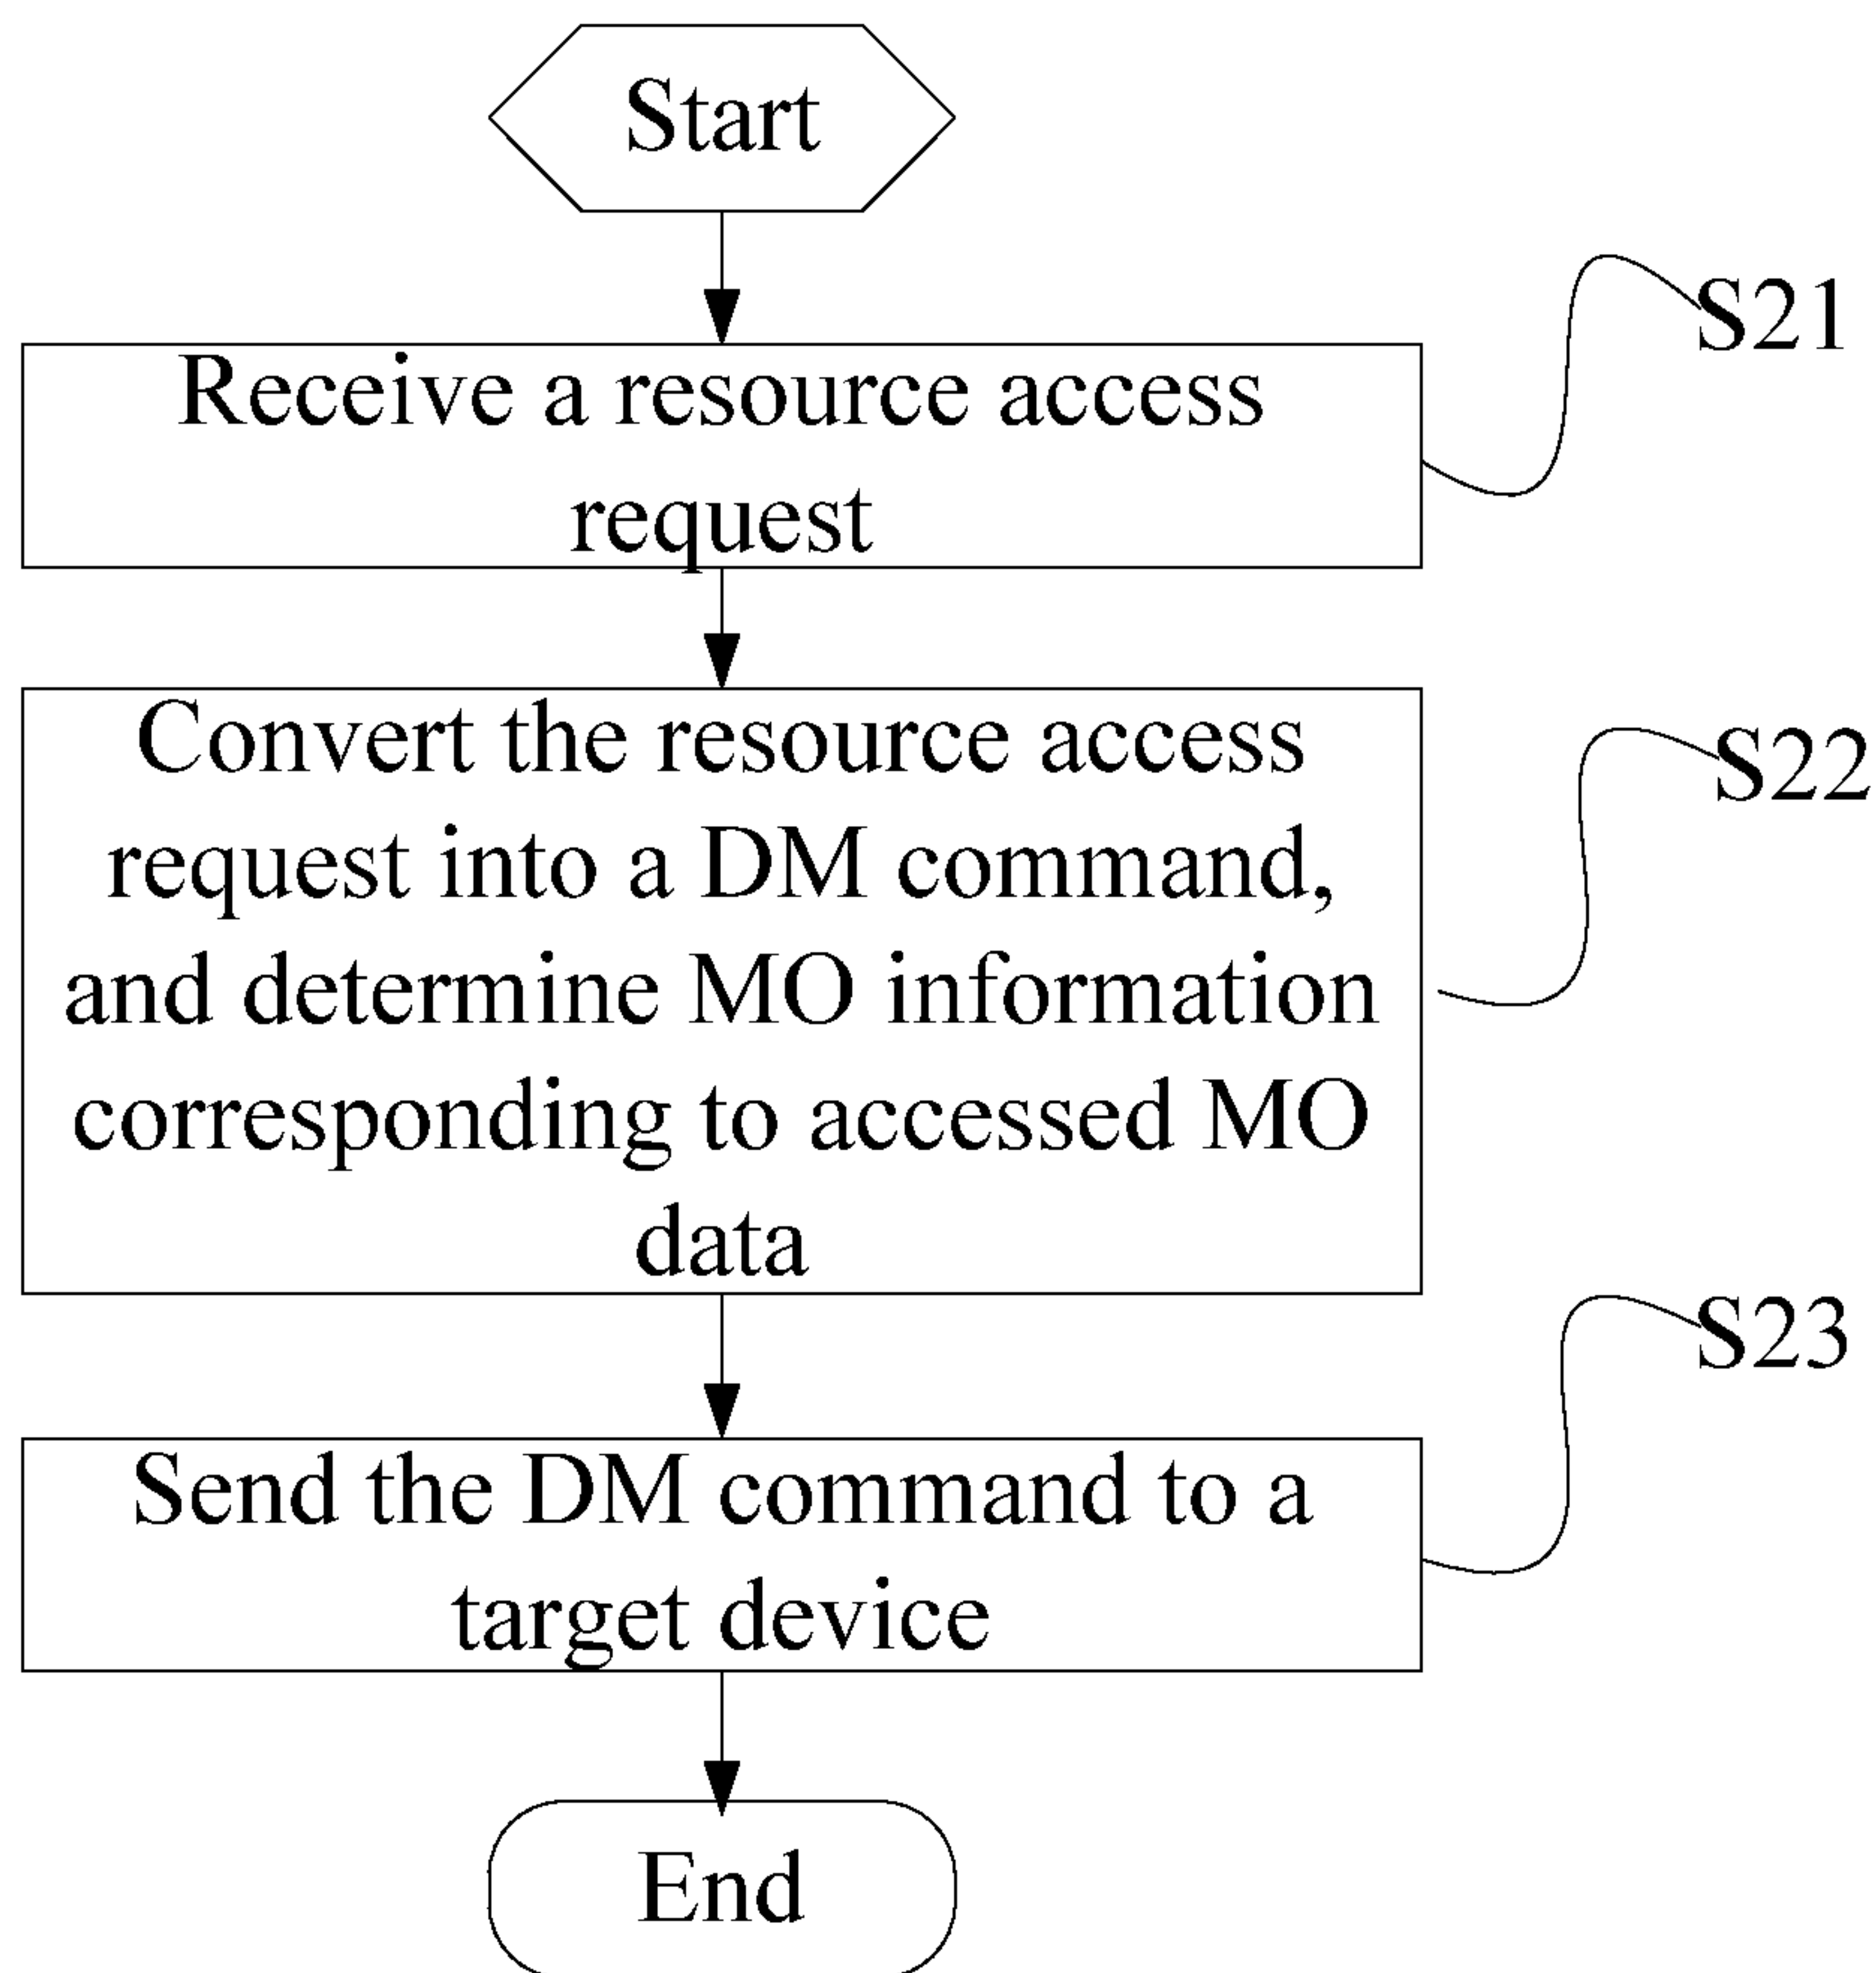 Start
S21
Receive a resource access
request
S22
Convert the resource access
request into a DM command,
and determine MO information
corresponding to accessed MO
data
S23
Send the DM command to a
target device
End